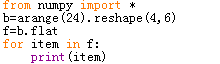 from numpy import *
b=arange(24).reshape(4,6)
f=b.flat
for item in f:
    print(item)